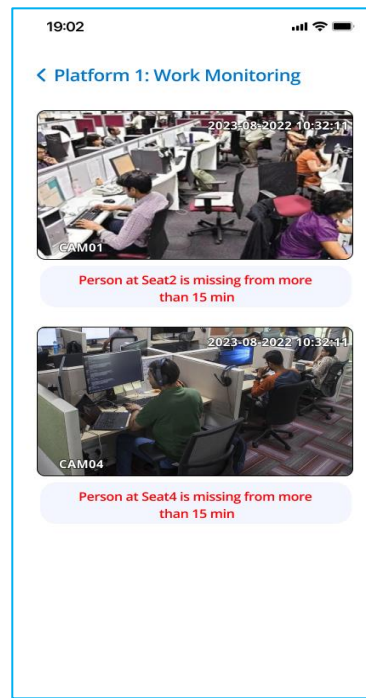 19:02
Platform 1: Work Monitoring
2023-08-2022 10:32:11
CAM01
Person at Seat2 is missing from more
than 15 min
2023-08-2022 10:32:11
CAM04
Person at Seat4 is missing from more
than 15 min